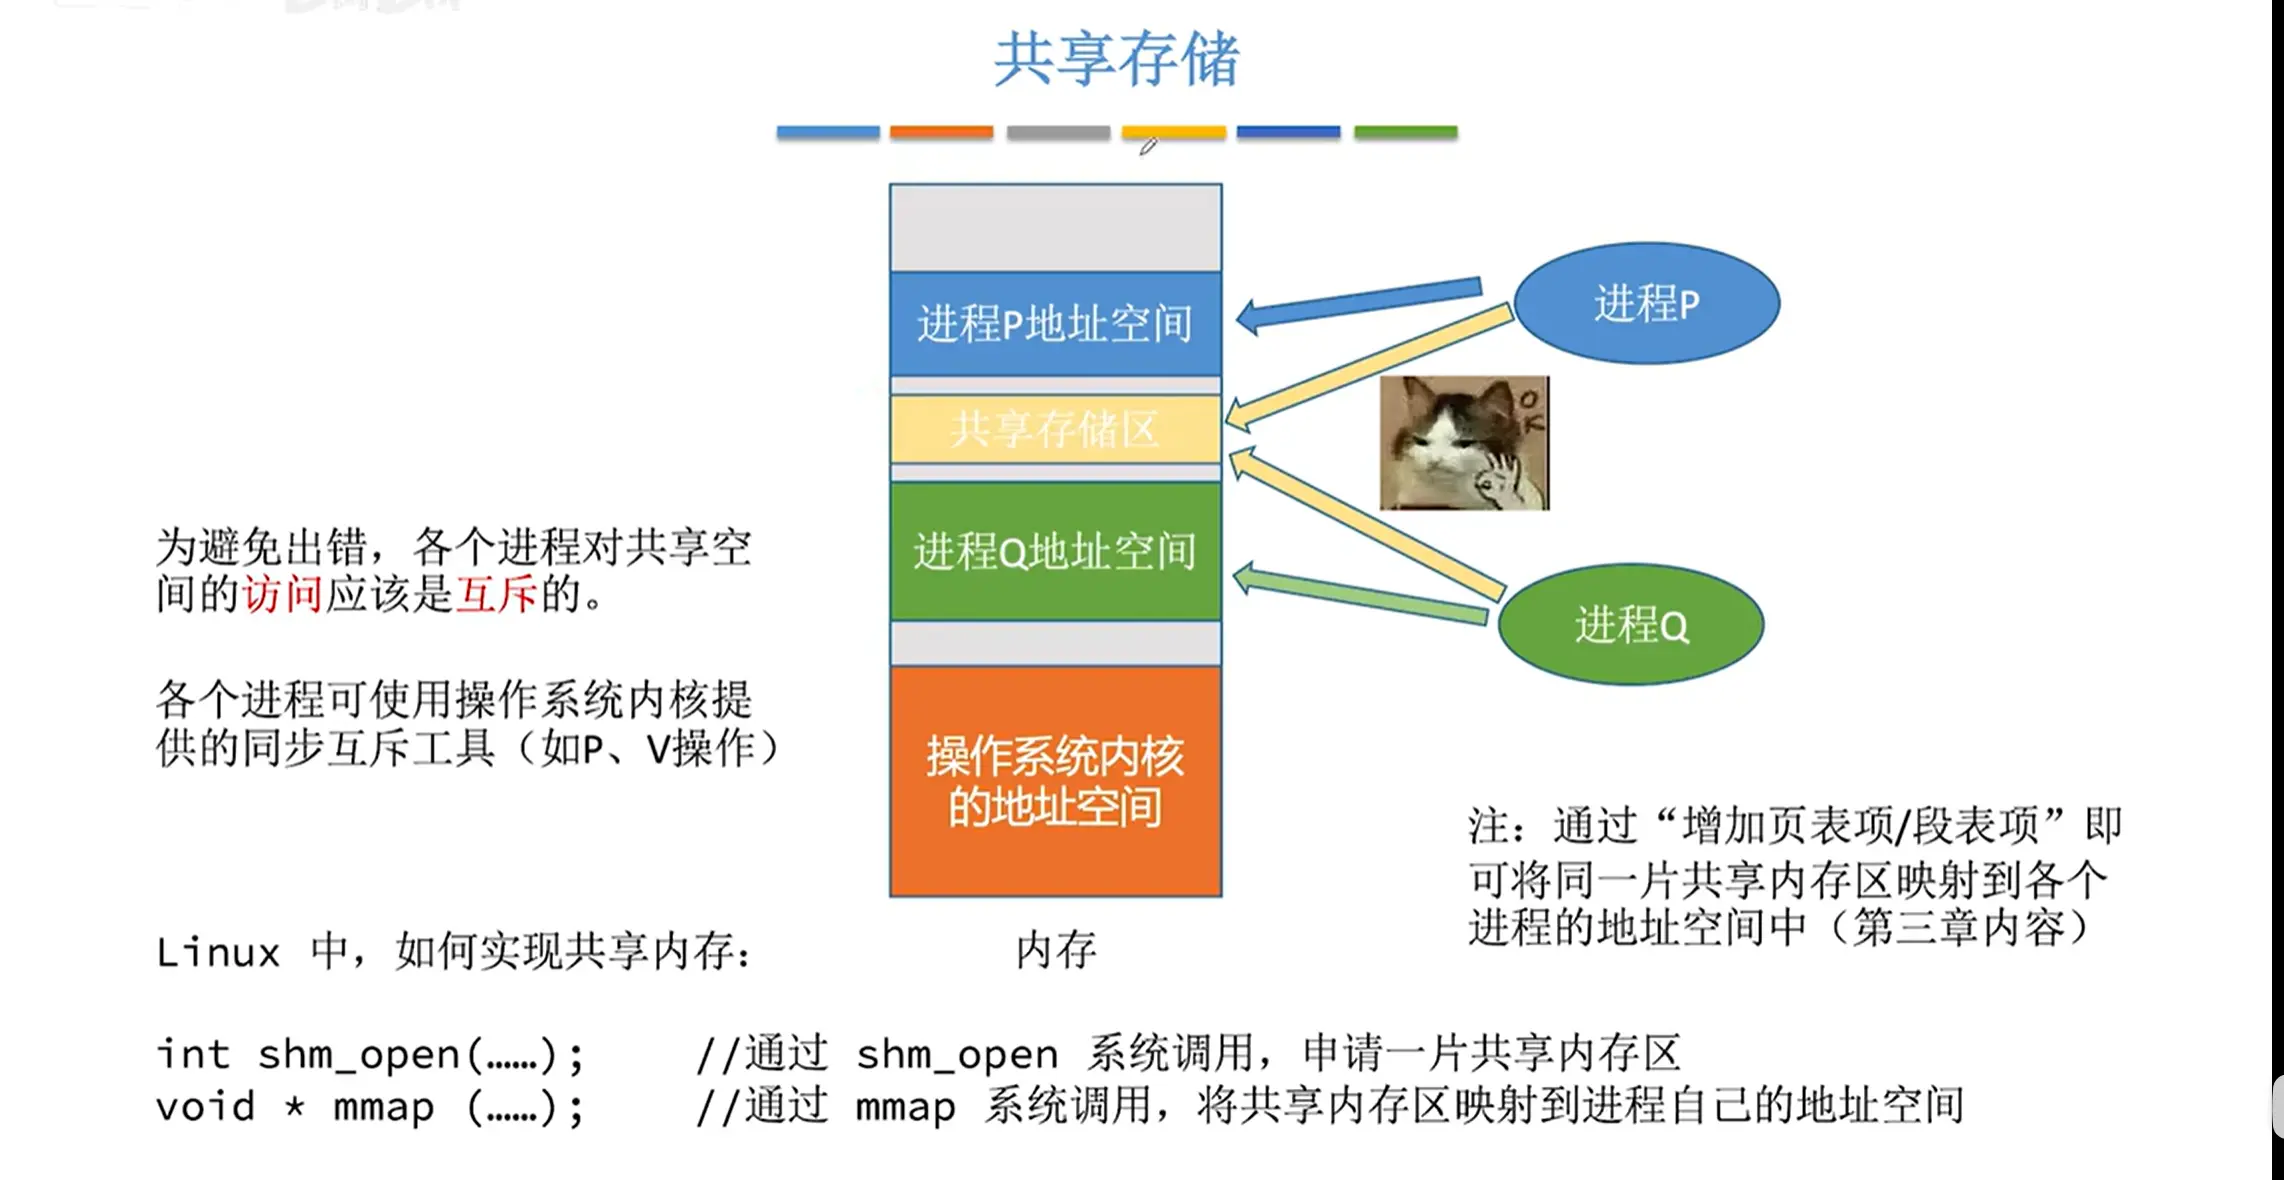 共享存储
进程P地址空间
进程P
共享存储区
OK
进程Q地址空间
进程Q
为避免出错，各个进程对共享空
间的访问应该是互斥的。
各个进程可使用操作系统内核提
供的同步互斥工具（如P、V操作）
操作系统内核
的地址空间
注：通过“增加页表项/段表项”即
可将同一片共享内存区映射到各个
进程的地址空间中（第三章内容）
Linux 中，如何实现共享内存：
内存
int shm_open(……); //通过 shm_open 系统调用，申请一片共享内存区
void * mmap (……); //通过 mmap 系统调用，将共享内存区映射到进程自己的地址空间